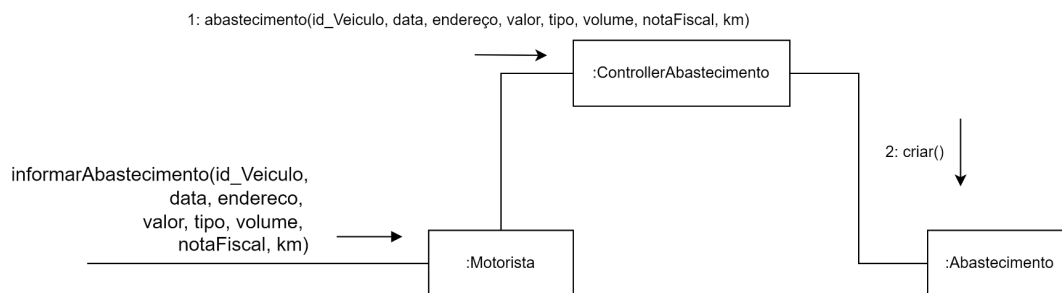 1: abastecimento(id_Veiculo, data, endereço, valor, tipo, volume, notaFiscal, km)
:ControllerAbastecimento
2: criar()
informarAbastecimento(id_Veiculo,
data, endereco,
valor, tipo, volume,
notaFiscal, km)
:Motorista
:Abastecimento